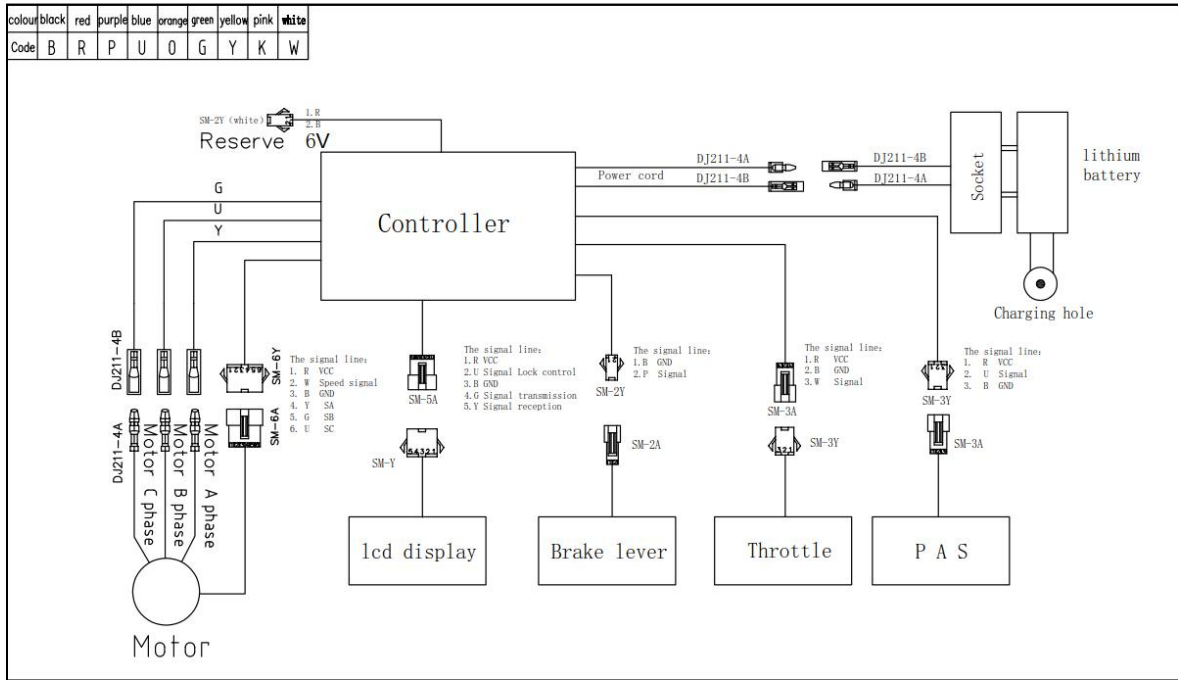 colour black red purple blue orange green yellow pink white
Code B R P U O G Y K W
SM-2Y (white)
1.R
2.B
Reserve 6V
DJ211-4A
Power cord
DJ211-4B
DJ211-4B
DJ211-4A
Socket
lithium
battery
Charging hole
Controller
G
U
Y
DJ211-4B
DJ211-4A
SM-6Y
SM-6A
The signal line:
1. R VCC
2. W Speed signal
3. B GND
4. Y SA
5. G SB
6. U SC
SM-5A
The signal line:
1.R VCC
2.U Signal Lock control
3.B GND
4.G Signal transmission
5.Y Signal reception
SM-Y
54321
SM-2Y
The signal line:
1.B GND
2.P Signal
SM-2A
The signal line:
1.R VCC
2.B GND
3.W Signal
SM-3A
SM-3Y
321
The signal line:
1. R VCC
2. U Signal
3. B GND
SM-3Y
SM-3A
Motor C phase
Motor B phase
Motor A phase
Motor
lcd display
Brake lever
Throttle
P A S